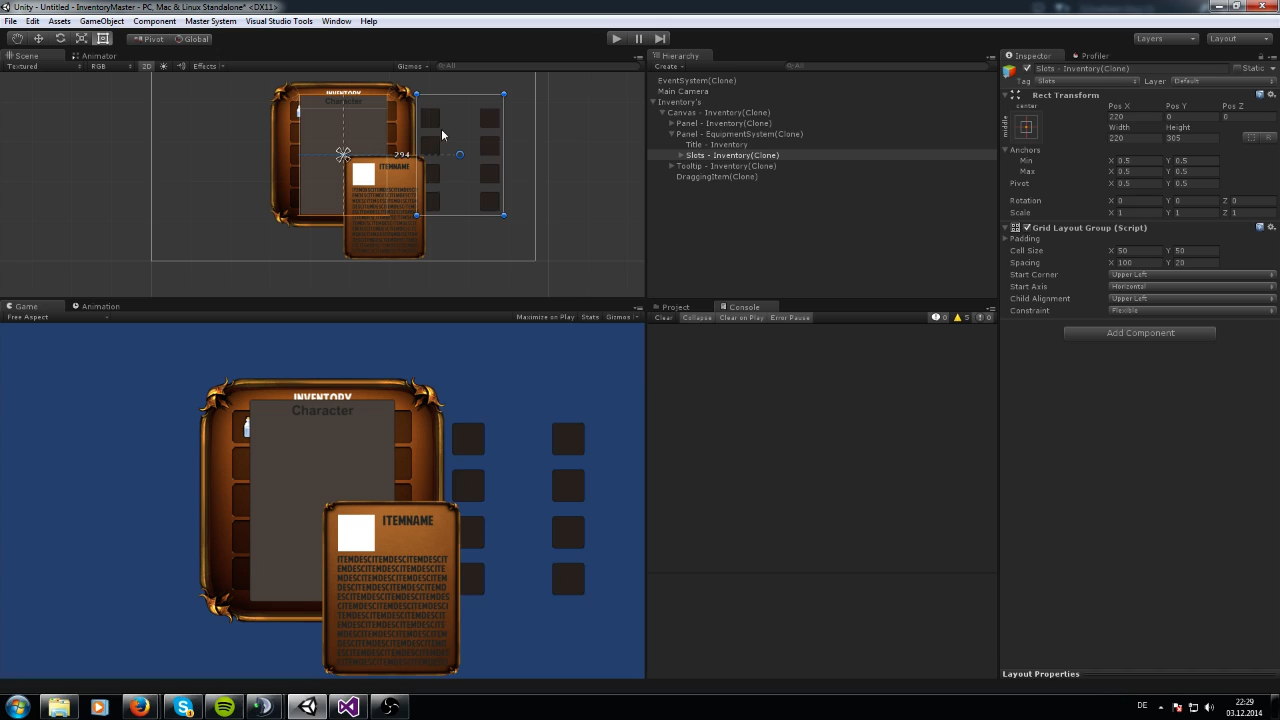 Unity - Untitled - InventoryMaster - PC, Mac & Linux Standalone* <DX11>
File Edit Assets GameObject Component Master System Visual Studio Tools Window Help
Pivot Global Layers Layout
Scene Animator
Textured RGB 2D Effects Gizmos All
INVENTORY
Character
294
ITEMNAME
Hierarchy
Create All
EventSystem(Clone)
Main Camera
Inventory's
Canvas - Inventory(Clone)
Panel - Inventory(Clone)
Panel - EquipmentSystem(Clone)
Title - Inventory
Slots - Inventory(Clone)
Tooltip - Inventory(Clone)
DraggingItem(Clone)
Inspector Profiler
Slots - Inventory(Clone) Static
Tag Slots Layer Default
Rect Transform
center Pos X Pos Y Pos Z
middle 220 0 0
Width Height
220 305
Anchors
Min X 0.5 Y 0.5
Max X 0.5 Y 0.5
Pivot X 0.5 Y 0.5
Rotation X 0 Y 0 Z 0
Scale X 1 Y 1 Z 1
Grid Layout Group (Script)
Padding
Cell Size X 50 Y 50
Spacing X 100 Y 20
Start Corner Upper Left
Start Axis Horizontal
Child Alignment Upper Left
Constraint Flexible
Add Component
Layout Properties
Game Animation
Free Aspect Maximize on Play Stats Gizmos
Project Console
Clear Collapse Clear on Play Error Pause 0 5 0
INVENTORY
Character
ITEMNAME
ITEMDESCITEMDESCITEMDESCIT
EMDESCITEMDESCITEMDESCITE
MDESCITEMDESCITEMDESCITEM
DESCITEMDESCITEMDESCITEMD
ESCITEMDESCITEMDESCITEMDES
CITEMDESCITEMDESCITEMDESCI
DE 22:29
03.12.2014